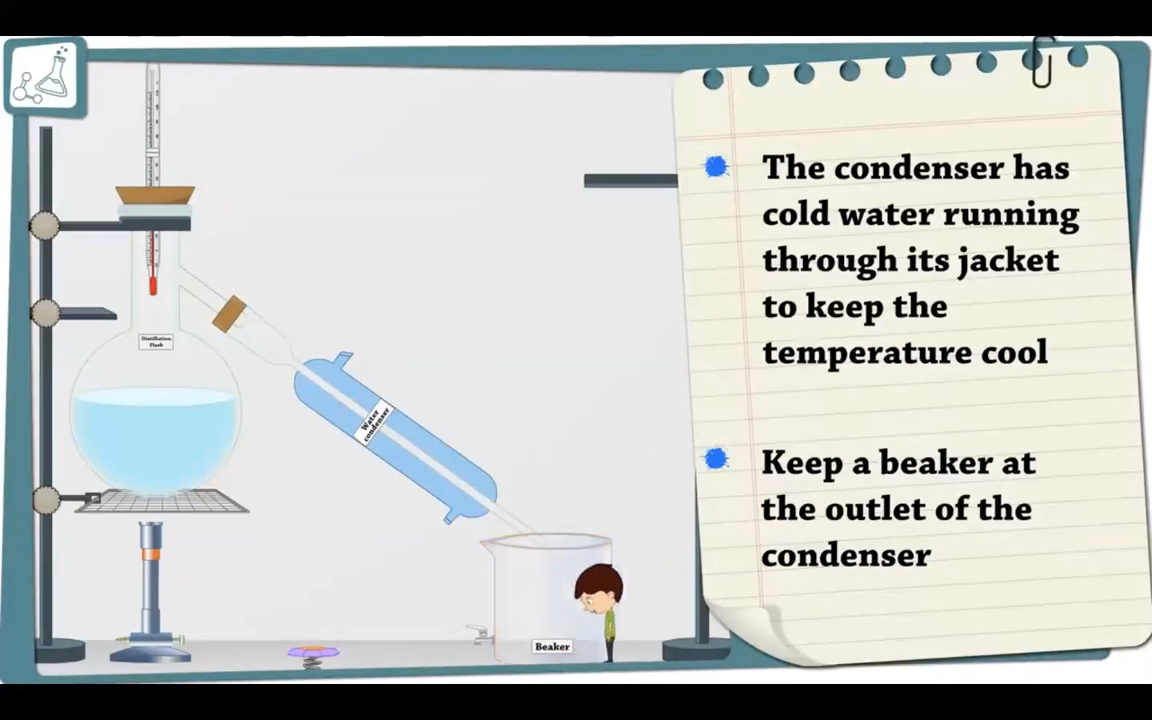 Distillation
Flask
Water
condenser
Beaker
The condenser has
cold water running
through its jacket
to keep the
temperature cool
Keep a beaker at
the outlet of the
condenser